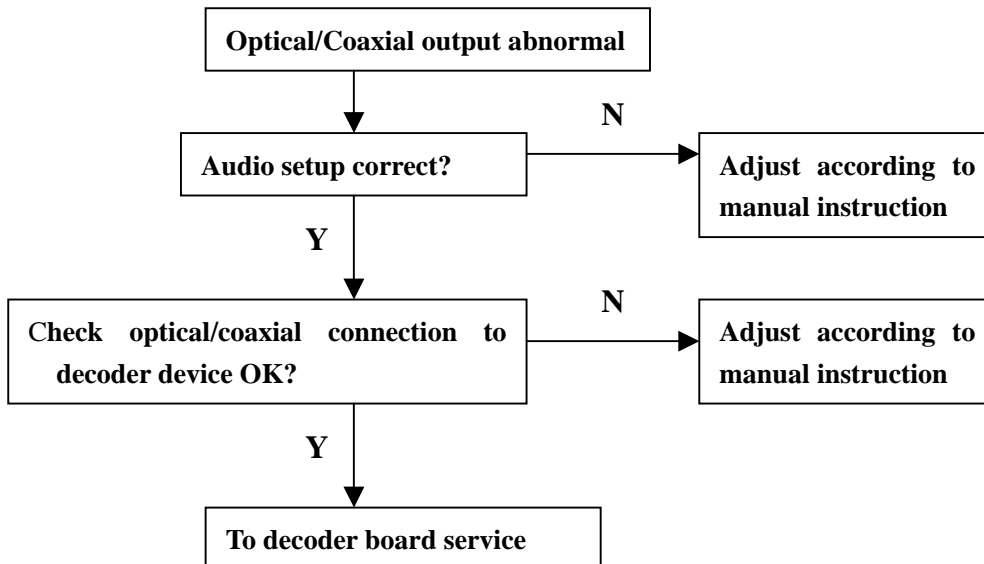 Optical/Coaxial output abnormal
N
Audio setup correct?
Adjust according to
manual instruction
Y
N
Check optical/coaxial connection to
decoder device OK?
Adjust according to
manual instruction
Y
To decoder board service